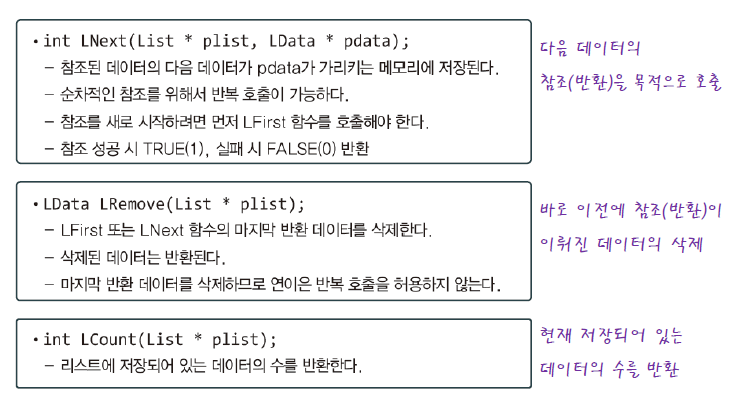 • int LNext(List * plist, LData * pdata);
– 참조된 데이터의 다음 데이터가 pdata가 가리키는 메모리에 저장된다.
– 순차적인 참조를 위해서 반복 호출이 가능하다.
– 참조를 새로 시작하려면 먼저 LFirst 함수를 호출해야 한다.
– 참조 성공 시 TRUE(1), 실패 시 FALSE(0) 반환
다음 데이터의
참조(반환)을 목적으로 호출
• LData LRemove(List * plist);
– LFirst 또는 LNext 함수의 마지막 반환 데이터를 삭제한다.
– 삭제된 데이터는 반환된다.
– 마지막 반환 데이터를 삭제하므로 연이은 반복 호출을 허용하지 않는다.
바로 이전에 참조(반환)이
이뤄진 데이터의 삭제
• int LCount(List * plist);
– 리스트에 저장되어 있는 데이터의 수를 반환한다.
현재 저장되어 있는
데이터의 수를 반환